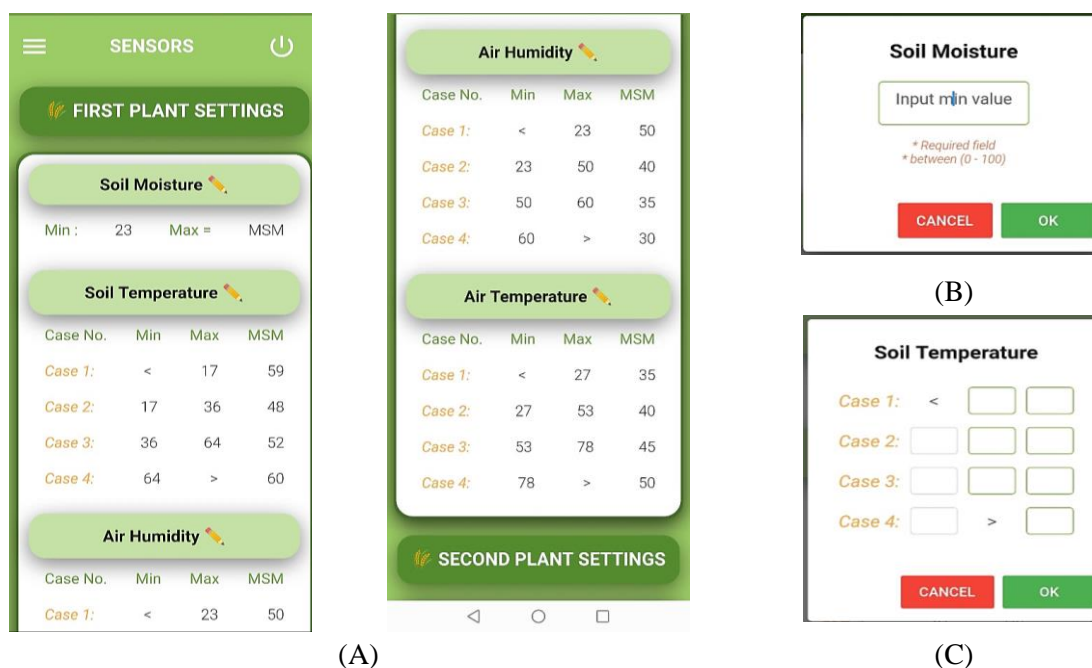 SENSORS
FIRST PLANT SETTINGS
Soil Moisture
Min : 23 Max = MSM
Soil Temperature
Case No. Min Max MSM
Case 1: < 17 59
Case 2: 17 36 48
Case 3: 36 64 52
Case 4: 64 > 60
Air Humidity
Case No. Min Max MSM
Case 1: < 23 50
Air Humidity
Case No. Min Max MSM
Case 1: < 23 50
Case 2: 23 50 40
Case 3: 50 60 35
Case 4: 60 > 30
Air Temperature
Case No. Min Max MSM
Case 1: < 27 35
Case 2: 27 53 40
Case 3: 53 78 45
Case 4: 78 > 50
SECOND PLANT SETTINGS
(A)
Soil Moisture
Input min value
* Required field
* between (0 - 100)
CANCEL OK
(B)
Soil Temperature
Case 1: <
Case 2:
Case 3:
Case 4: >
CANCEL OK
(C)